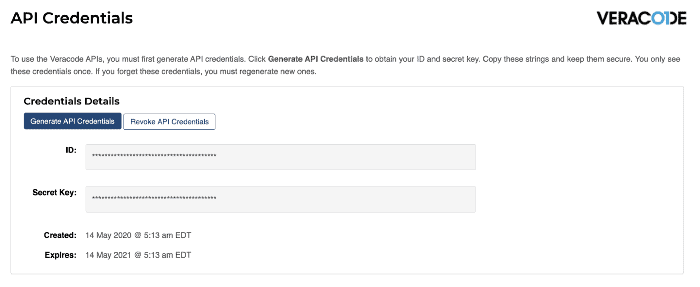 API Credentials
VERACODE
To use the Veracode APIs, you must first generate API credentials. Click Generate API Credentials to obtain your ID and secret key. Copy these strings and keep them secure. You only see
these credentials once. If you forget these credentials, you must regenerate new ones.
Credentials Details
Generate API Credentials Revoke API Credentials
ID: ****************************************
Secret Key: ****************************************
Created: 14 May 2020 @ 5:13 am EDT
Expires: 14 May 2021 @ 5:13 am EDT